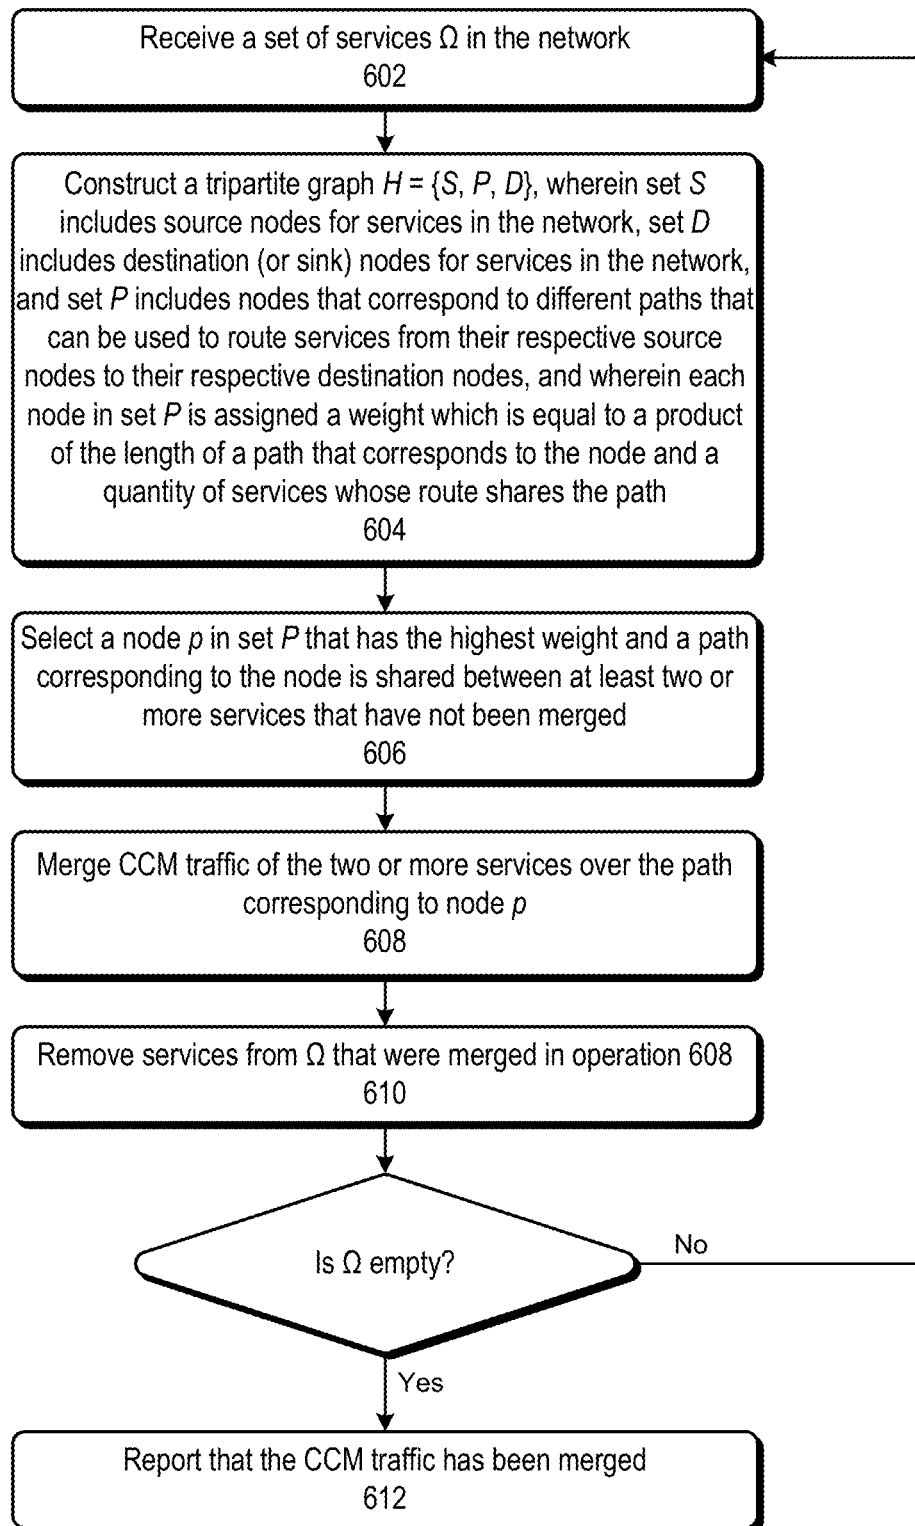 Receive a set of services Ω in the network
602
Construct a tripartite graph H = {S, P, D}, wherein set S
includes source nodes for services in the network, set D
includes destination (or sink) nodes for services in the network,
and set P includes nodes that correspond to different paths that
can be used to route services from their respective source
nodes to their respective destination nodes, and wherein each
node in set P is assigned a weight which is equal to a product
of the length of a path that corresponds to the node and a
quantity of services whose route shares the path
604
Select a node p in set P that has the highest weight and a path
corresponding to the node is shared between at least two or
more services that have not been merged
606
Merge CCM traffic of the two or more services over the path
corresponding to node p
608
Remove services from Ω that were merged in operation 608
610
Is Ω empty?
No
Yes
Report that the CCM traffic has been merged
612